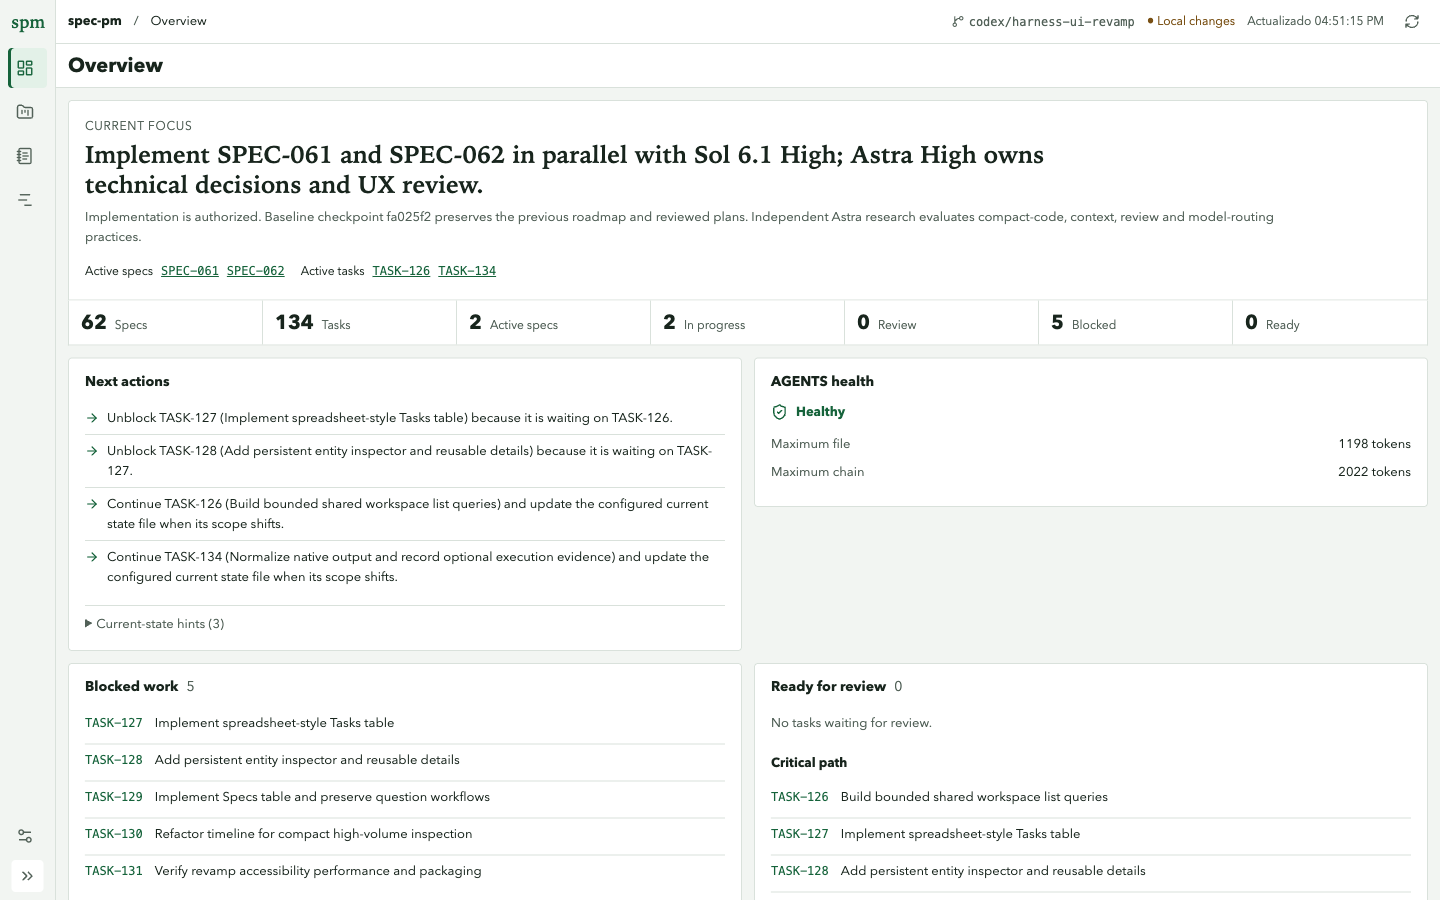 spm
spec-pm / Overview
codex/harness-ui-revamp
Local changes
Actualizado 04:51:15 PM
Overview
CURRENT FOCUS
Implement SPEC-061 and SPEC-062 in parallel with Sol 6.1 High; Astra High owns
technical decisions and UX review.
Implementation is authorized. Baseline checkpoint fa025f2 preserves the previous roadmap and reviewed plans. Independent Astra research evaluates compact-code, context, review and model-routing
practices.
Active specs SPEC-061 SPEC-062 Active tasks TASK-126 TASK-134
62 Specs
134 Tasks
2 Active specs
2 In progress
0 Review
5 Blocked
0 Ready
Next actions
Unblock TASK-127 (Implement spreadsheet-style Tasks table) because it is waiting on TASK-126.
Unblock TASK-128 (Add persistent entity inspector and reusable details) because it is waiting on TASK-
127.
Continue TASK-126 (Build bounded shared workspace list queries) and update the configured current
state file when its scope shifts.
Continue TASK-134 (Normalize native output and record optional execution evidence) and update the
configured current state file when its scope shifts.
Current-state hints (3)
AGENTS health
Healthy
Maximum file 1198 tokens
Maximum chain 2022 tokens
Blocked work 5
TASK-127 Implement spreadsheet-style Tasks table
TASK-128 Add persistent entity inspector and reusable details
TASK-129 Implement Specs table and preserve question workflows
TASK-130 Refactor timeline for compact high-volume inspection
TASK-131 Verify revamp accessibility performance and packaging
Ready for review 0
No tasks waiting for review.
Critical path
TASK-126 Build bounded shared workspace list queries
TASK-127 Implement spreadsheet-style Tasks table
TASK-128 Add persistent entity inspector and reusable details